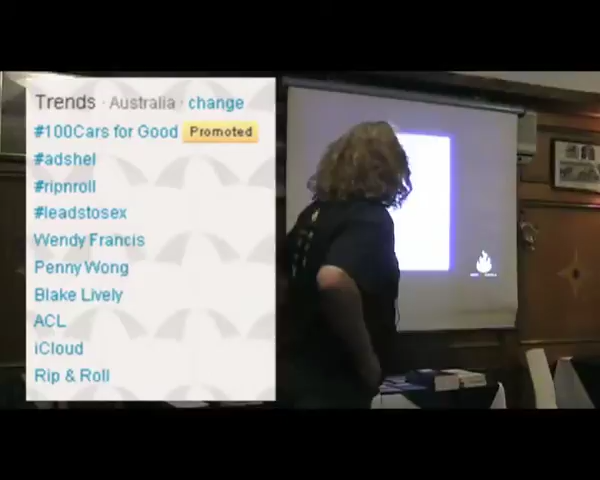 Trends · Australia · change
#100Cars for Good Promoted
#adshel
#ripnroll
#leadstosex
Wendy Francis
Penny Wong
Blake Lively
ACL
iCloud
Rip & Roll